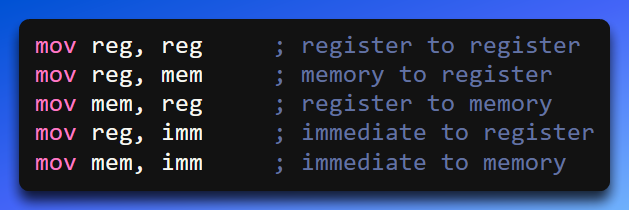 mov reg, reg     ; register to register
mov reg, mem     ; memory to register
mov mem, reg     ; register to memory
mov reg, imm     ; immediate to register
mov mem, imm     ; immediate to memory